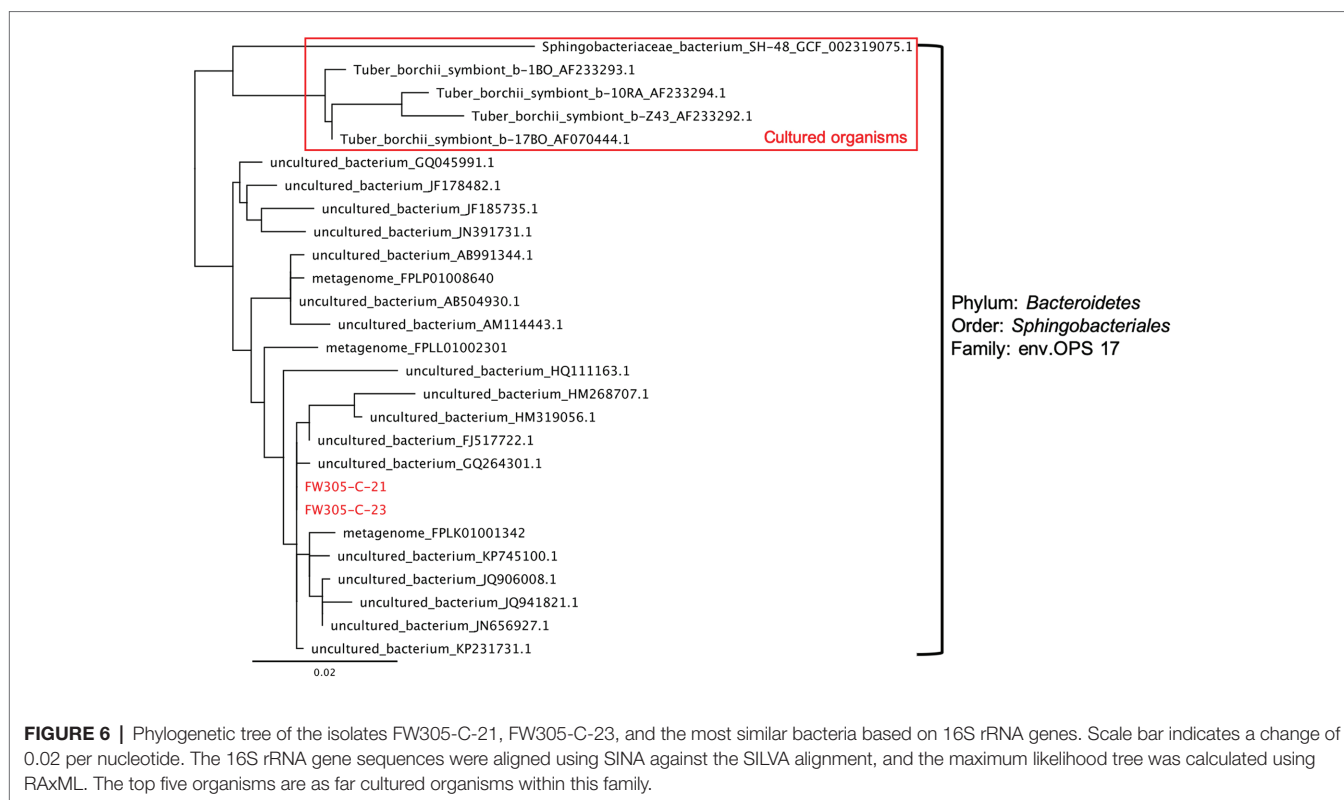 Sphingobacteriaceae_bacterium_SH-48_GCF_002319075.1
Tuber_borchii_symbiont_b-1BO_AF233293.1
Tuber_borchii_symbiont_b-10RA_AF233294.1
Tuber_borchii_symbiont_b-Z43_AF233292.1
Tuber_borchii_symbiont_b-17BO_AF070444.1
Cultured organisms
uncultured_bacterium_GQ045991.1
uncultured_bacterium_JF178482.1
uncultured_bacterium_JF185735.1
uncultured_bacterium_JN391731.1
uncultured_bacterium_AB991344.1
metagenome_FPLP01008640
uncultured_bacterium_AB504930.1
uncultured_bacterium_AM114443.1
metagenome_FPLL01002301
uncultured_bacterium_HQ111163.1
uncultured_bacterium_HM268707.1
uncultured_bacterium_HM319056.1
uncultured_bacterium_FJ517722.1
uncultured_bacterium_GQ264301.1
FW305-C-21
FW305-C-23
metagenome_FPLK01001342
uncultured_bacterium_KP745100.1
uncultured_bacterium_JQ906008.1
uncultured_bacterium_JQ941821.1
uncultured_bacterium_JN656927.1
uncultured_bacterium_KP231731.1
0.02
Phylum: Bacteroidetes
Order: Sphingobacteriales
Family: env.OPS 17
FIGURE 6 | Phylogenetic tree of the isolates FW305-C-21, FW305-C-23, and the most similar bacteria based on 16S rRNA genes. Scale bar indicates a change of
0.02 per nucleotide. The 16S rRNA gene sequences were aligned using SINA against the SILVA alignment, and the maximum likelihood tree was calculated using
RAxML. The top five organisms are as far cultured organisms within this family.